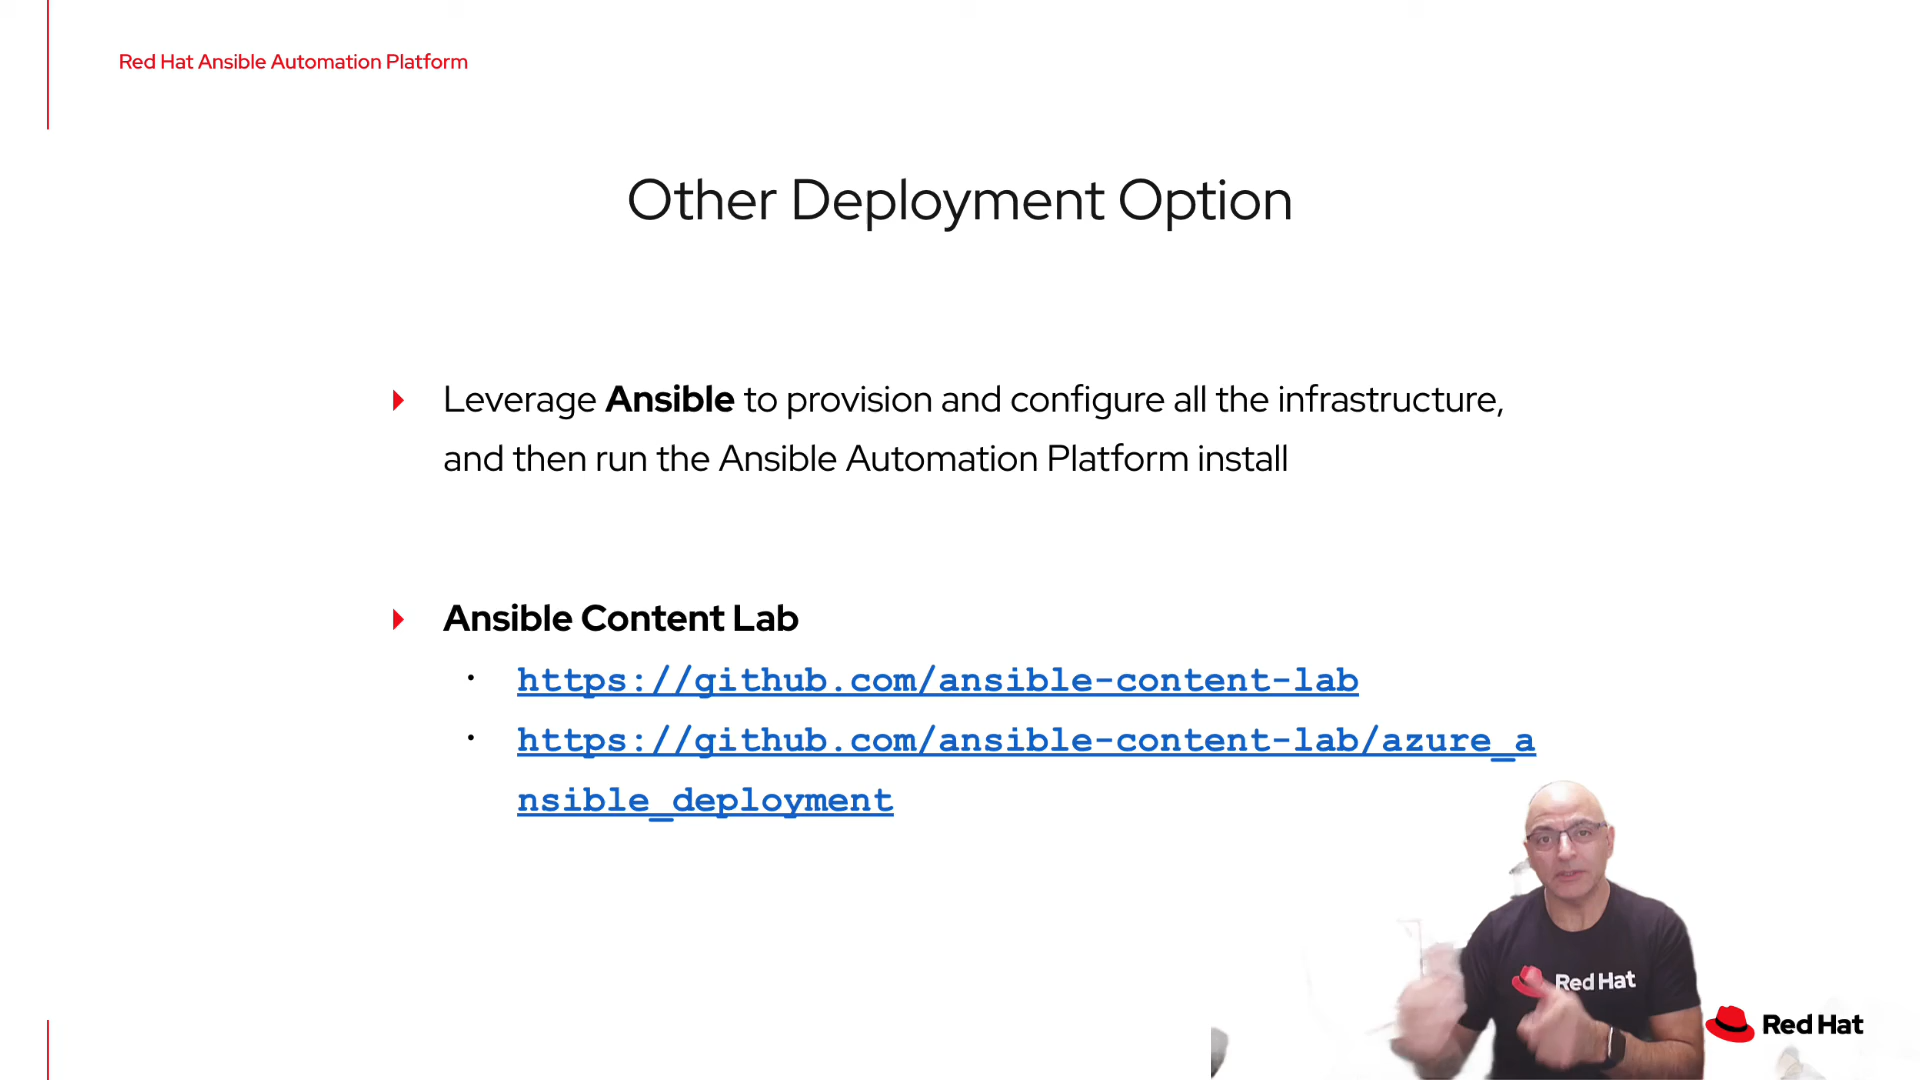 Red Hat Ansible Automation Platform
Other Deployment Option
Leverage Ansible to provision and configure all the infrastructure,
and then run the Ansible Automation Platform install
Ansible Content Lab
https://github.com/ansible-content-lab
https://github.com/ansible-content-lab/azure_a
nsible_deployment
Red Hat
Red Hat